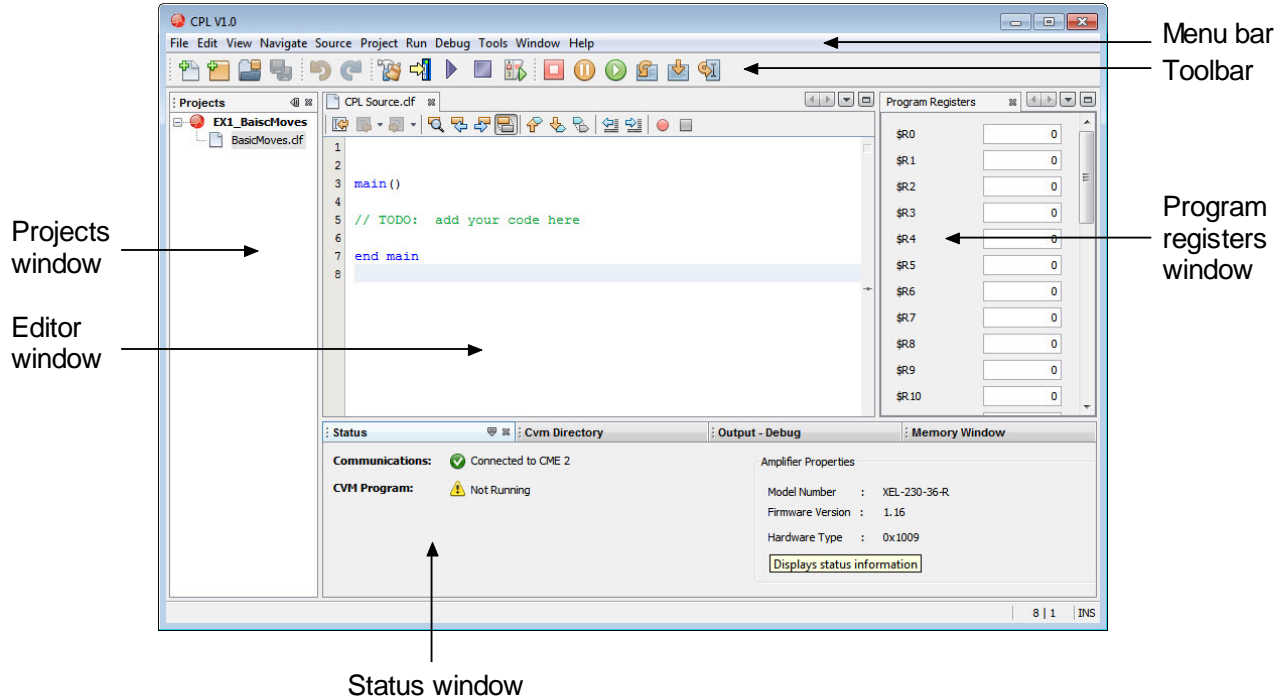 CPL V1.0
File Edit View Navigate Source Project Run Debug Tools Window Help
Menu bar
Toolbar
Projects
CPL Source.clf
Program Registers
EX1_BaiscMoves
BasicMoves.clf
1
2
3 main()
4
5 // TODO: add your code here
6
7 end main
8
$R0 0
$R1 0
$R2 0
$R3 0
$R4 0
$R5 0
$R6 0
$R7 0
$R8 0
$R9 0
$R10 0
Projects
window
Editor
window
Program
registers
window
Status
Cvm Directory
Output - Debug
Memory Window
Communications: Connected to CME 2
CVM Program: Not Running
Amplifier Properties
Model Number : XEL-230-36-R
Firmware Version : 1.16
Hardware Type : 0x1009
Displays status information
8 | 1 INS
Status window